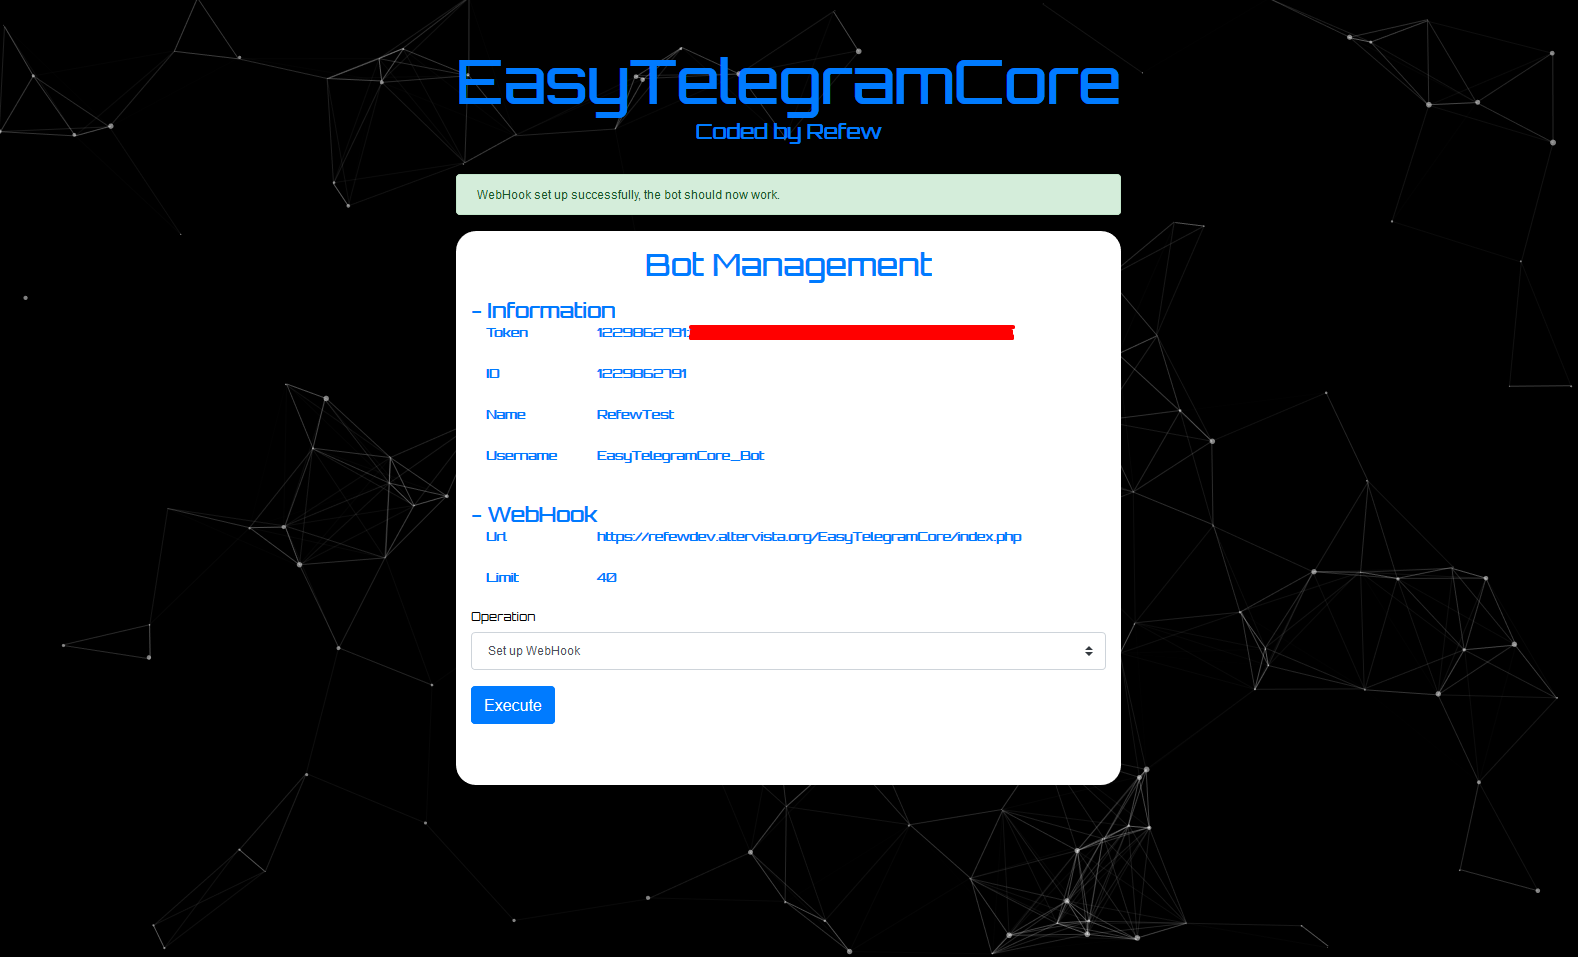 EasyTelegramCore
Coded by Refew
WebHook set up successfully, the bot should now work.
Bot Management
- Information
Token 1229862791:
ID 1229862791
Name RefewTest
Username EasyTelegramCore_Bot
- WebHook
Url https://refewdev.altervista.org/EasyTelegramCore/index.php
Limit 40
Operation
Set up WebHook
Execute